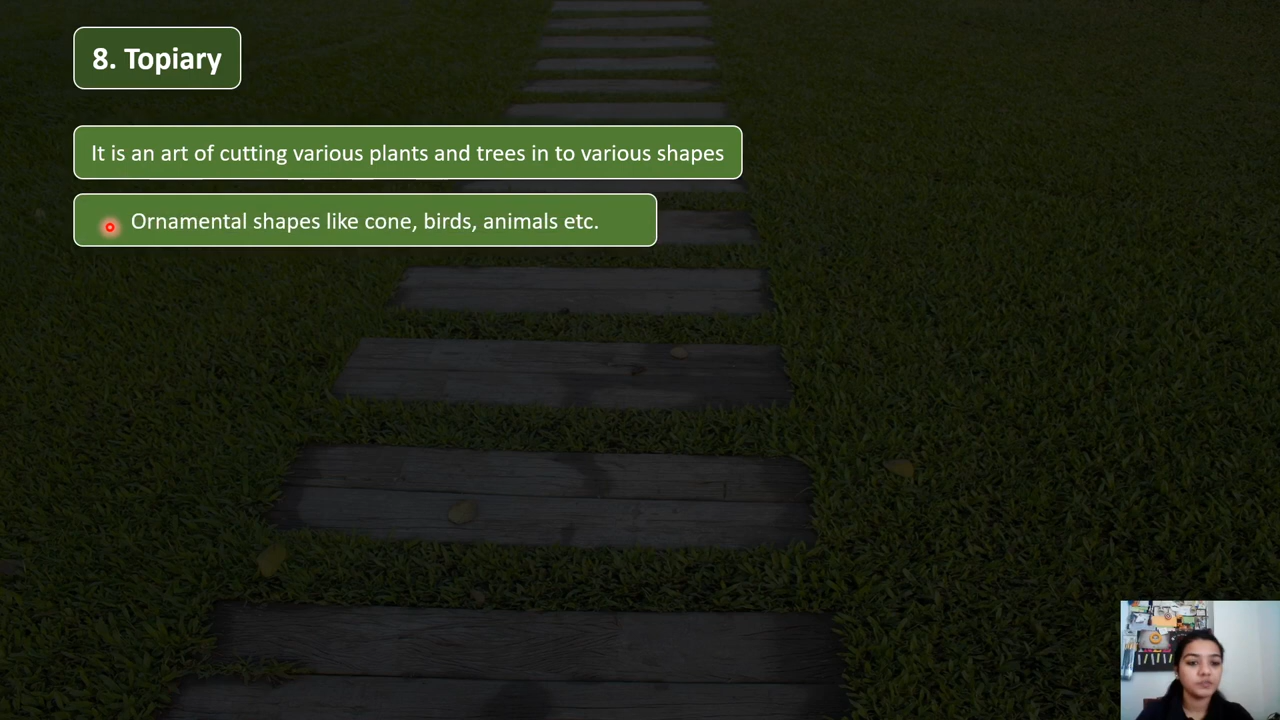 8. Topiary
It is an art of cutting various plants and trees in to various shapes
Ornamental shapes like cone, birds, animals etc.